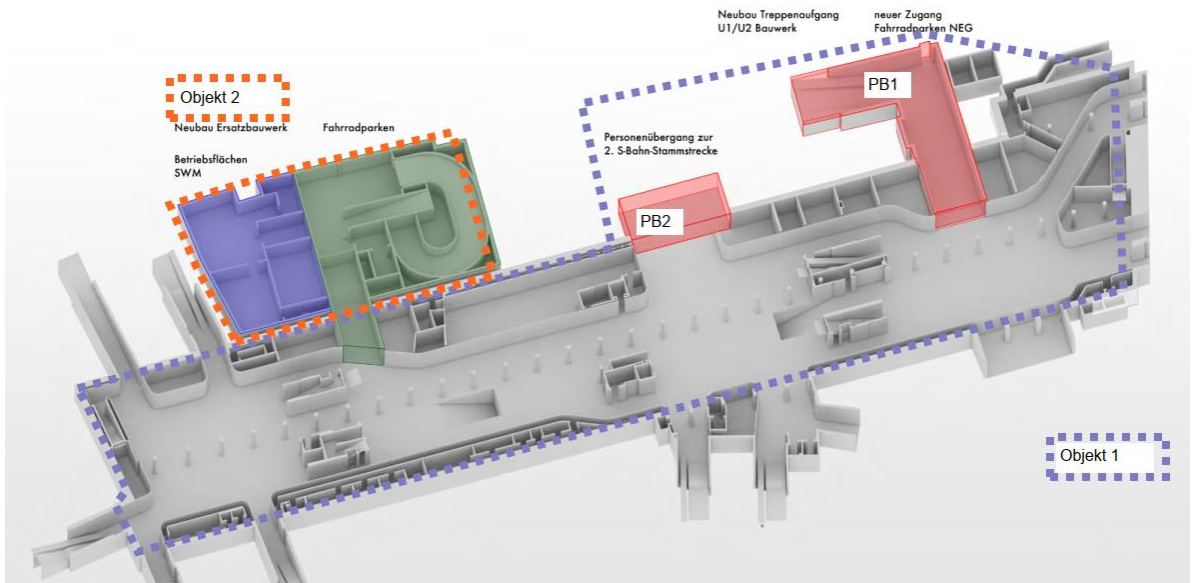 Neubau Treppenaufgang
U1/U2 Bauwerk
neuer Zugang
Fahrradparken NEG
Objekt 2
PB1
Neubau Ersatzbauwerk
Fahrradparken
Personenübergang zur
2. S-Bahn-Stammstrecke
Betriebsflächen
SWM
PB2
Objekt 1